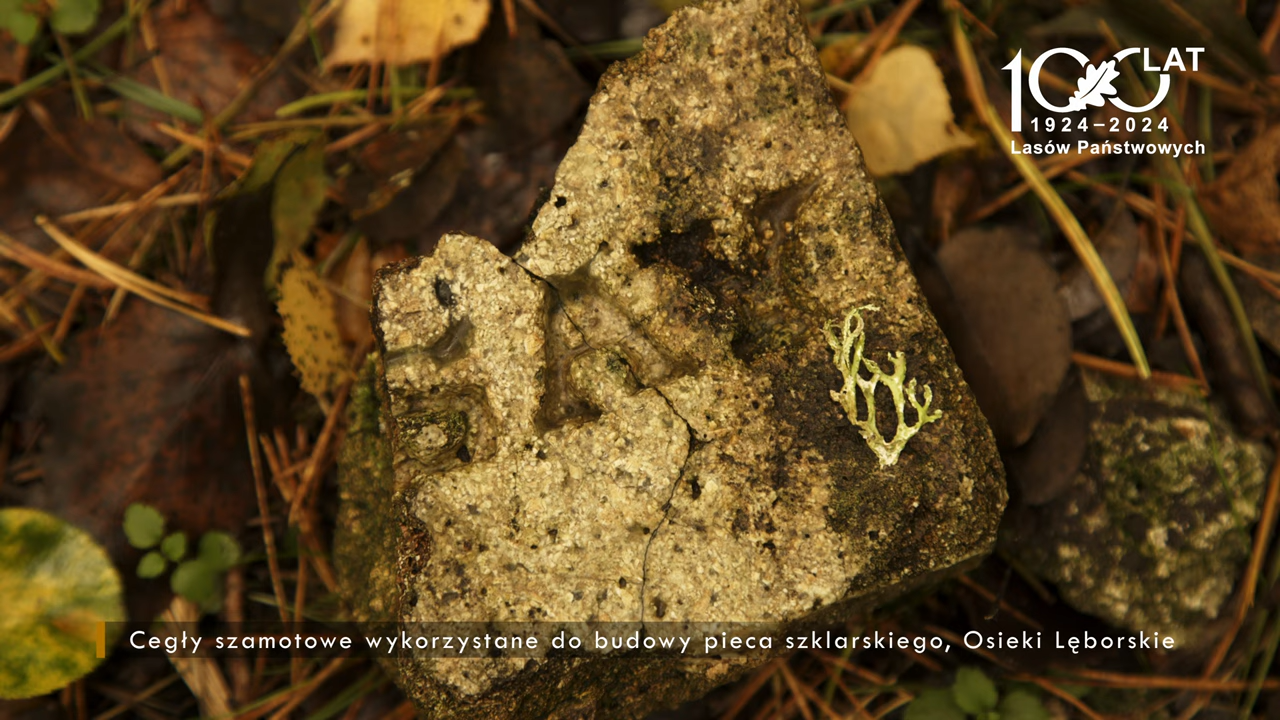 100 LAT
1924–2024
Lasów Państwowych
Cegły szamotowe wykorzystane do budowy pieca szklarskiego, Osieki Lęborskie